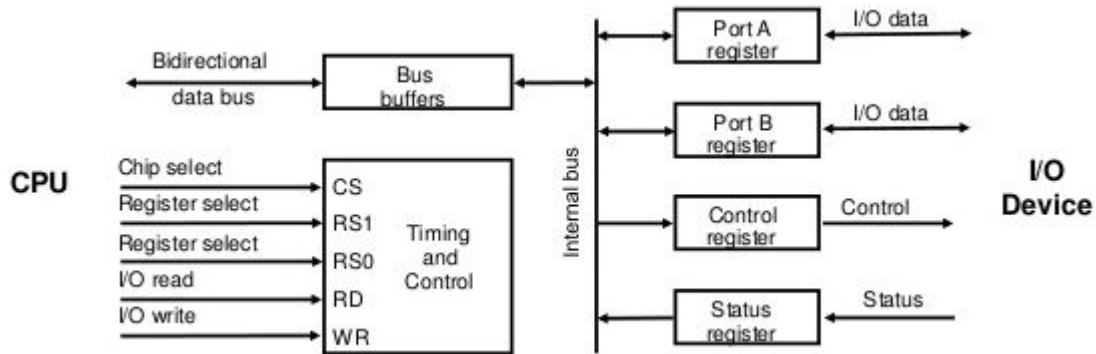 CPU
Bidirectional
data bus
Bus
buffers
Chip select
Register select
Register select
I/O read
I/O write
CS
RS1
RS0
RD
WR
Timing
and
Control
Internal bus
Port A
register
I/O data
Port B
register
I/O data
Control
register
Control
Status
register
Status
I/O
Device